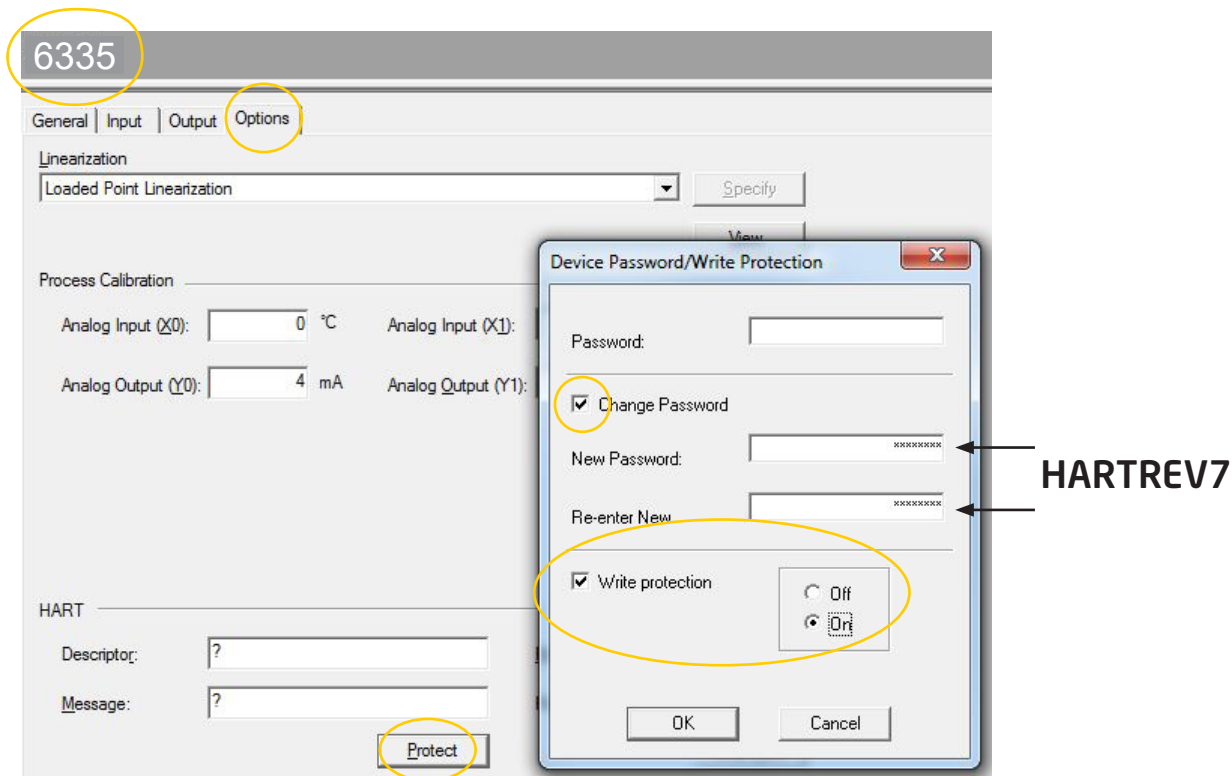 6335
General Input Output Options
Linearization
Loaded Point Linearization
Specify
View
Process Calibration
Analog Input (X0): 0 °C Analog Input (X1):
Analog Output (Y0): 4 mA Analog Output (Y1):
HART
Descriptor: ?
Message: ?
Protect
Device Password/Write Protection
Password:
Change Password
New Password: ********
Re-enter New ********
HARTREV7
Write protection
Off
On
OK Cancel